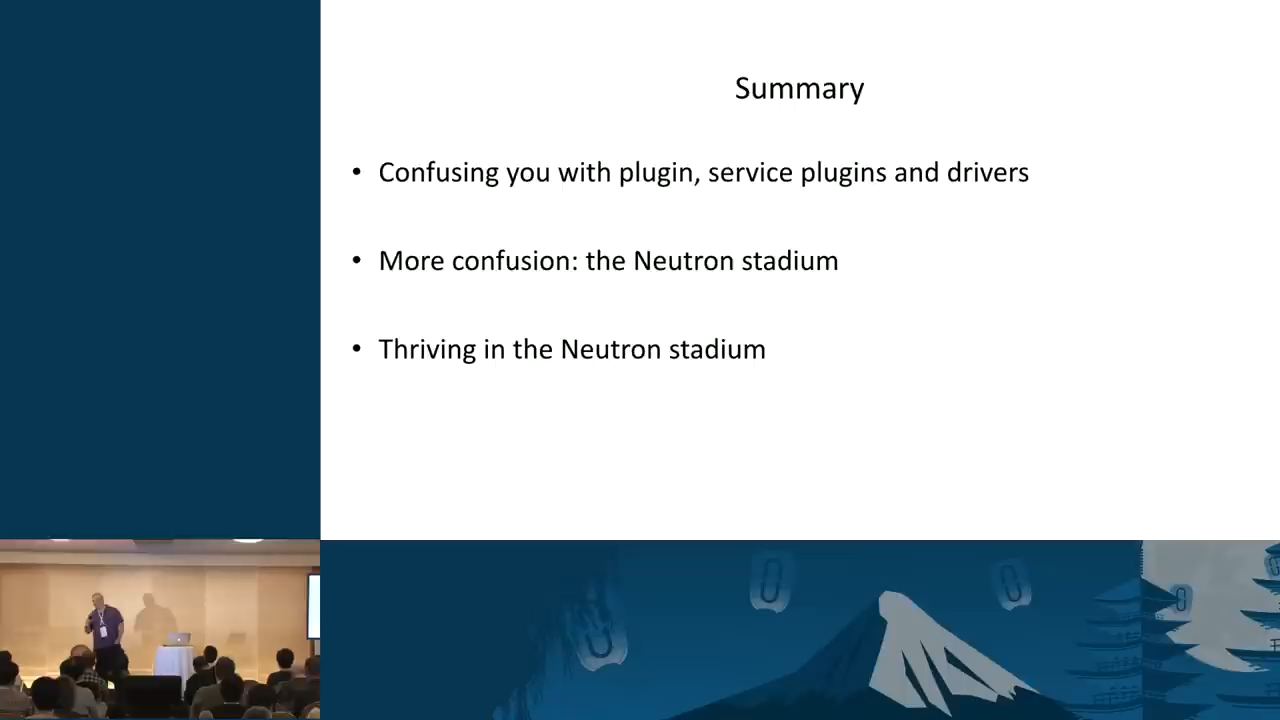 Summary
• Confusing you with plugin, service plugins and drivers
• More confusion: the Neutron stadium
• Thriving in the Neutron stadium